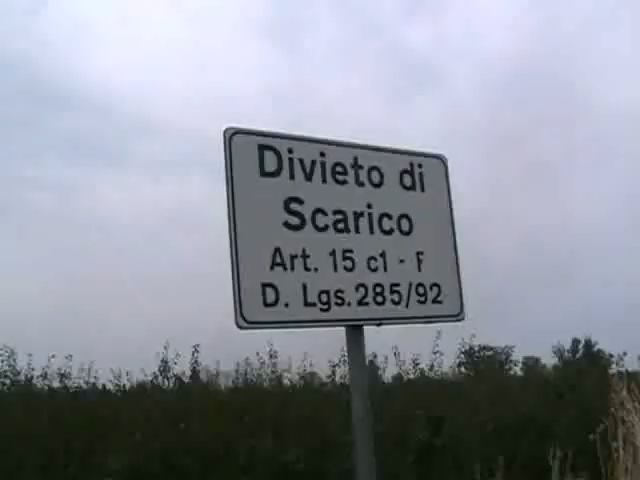 Divieto di
Scarico
Art. 15 c1 - F
D. Lgs.285/92